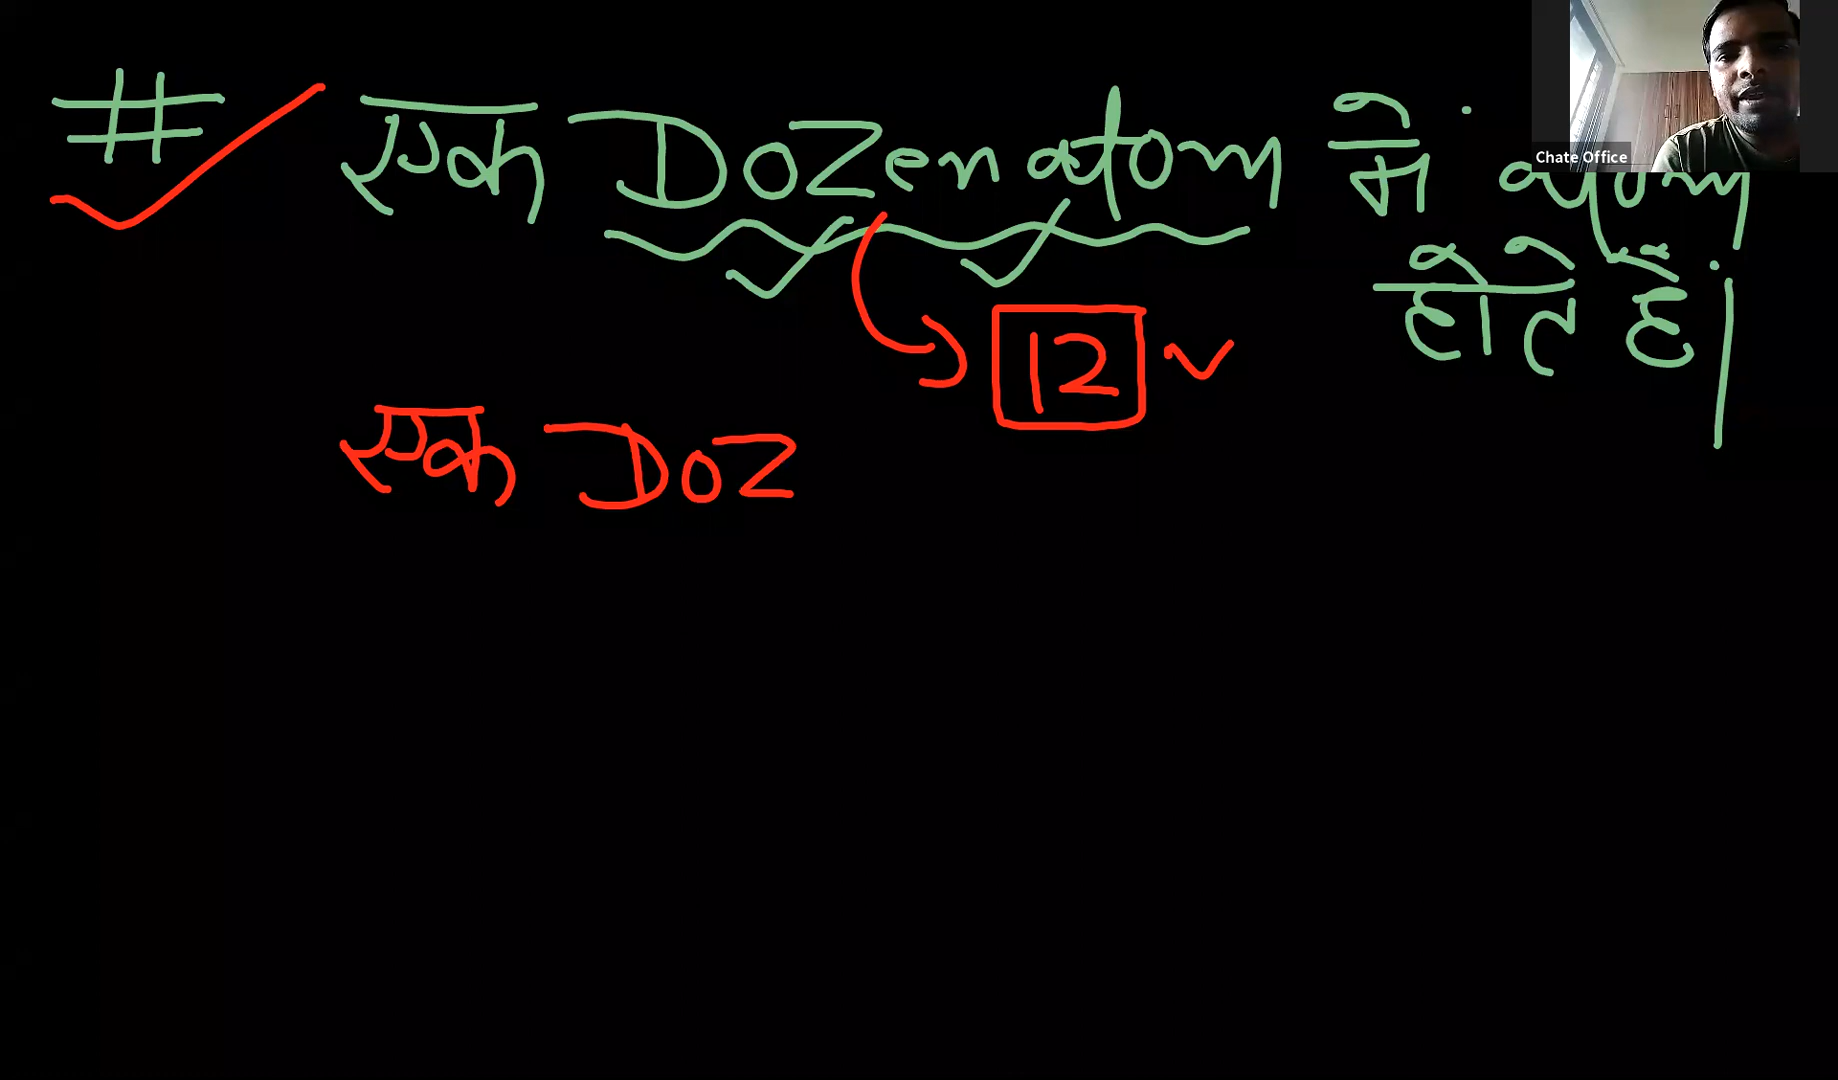 # एक DoZen atom में atom
होते हैं।
12
एक DoZ
Chate Office